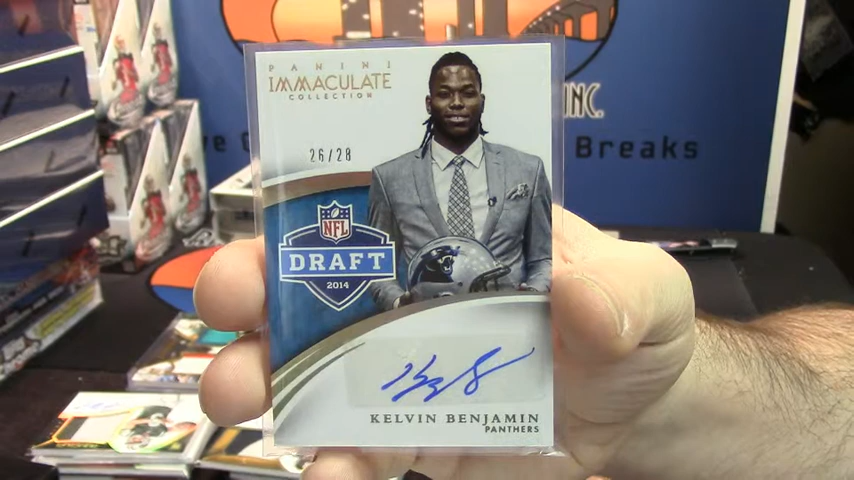 PANINI
IMMACULATE
COLLECTION
26/28
NFL
DRAFT
2014
KELVIN BENJAMIN
PANTHERS
INC.
Breaks